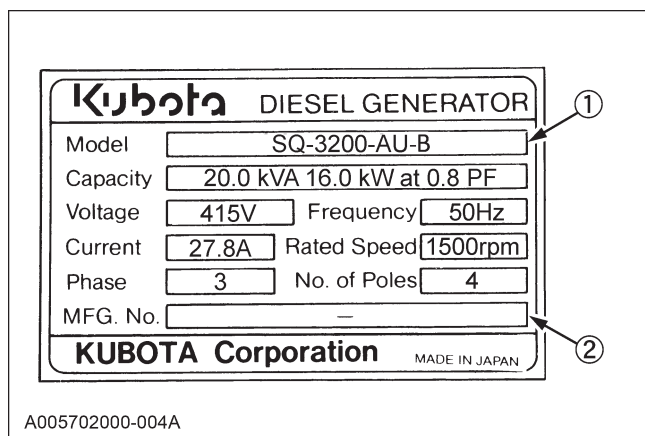 Kubota DIESEL GENERATOR
①
Model SQ-3200-AU-B
Capacity 20.0 kVA 16.0 kW at 0.8 PF
Voltage 415V Frequency 50Hz
Current 27.8A Rated Speed 1500rpm
Phase 3 No. of Poles 4
MFG. No. —
②
KUBOTA Corporation MADE IN JAPAN
A005702000-004A